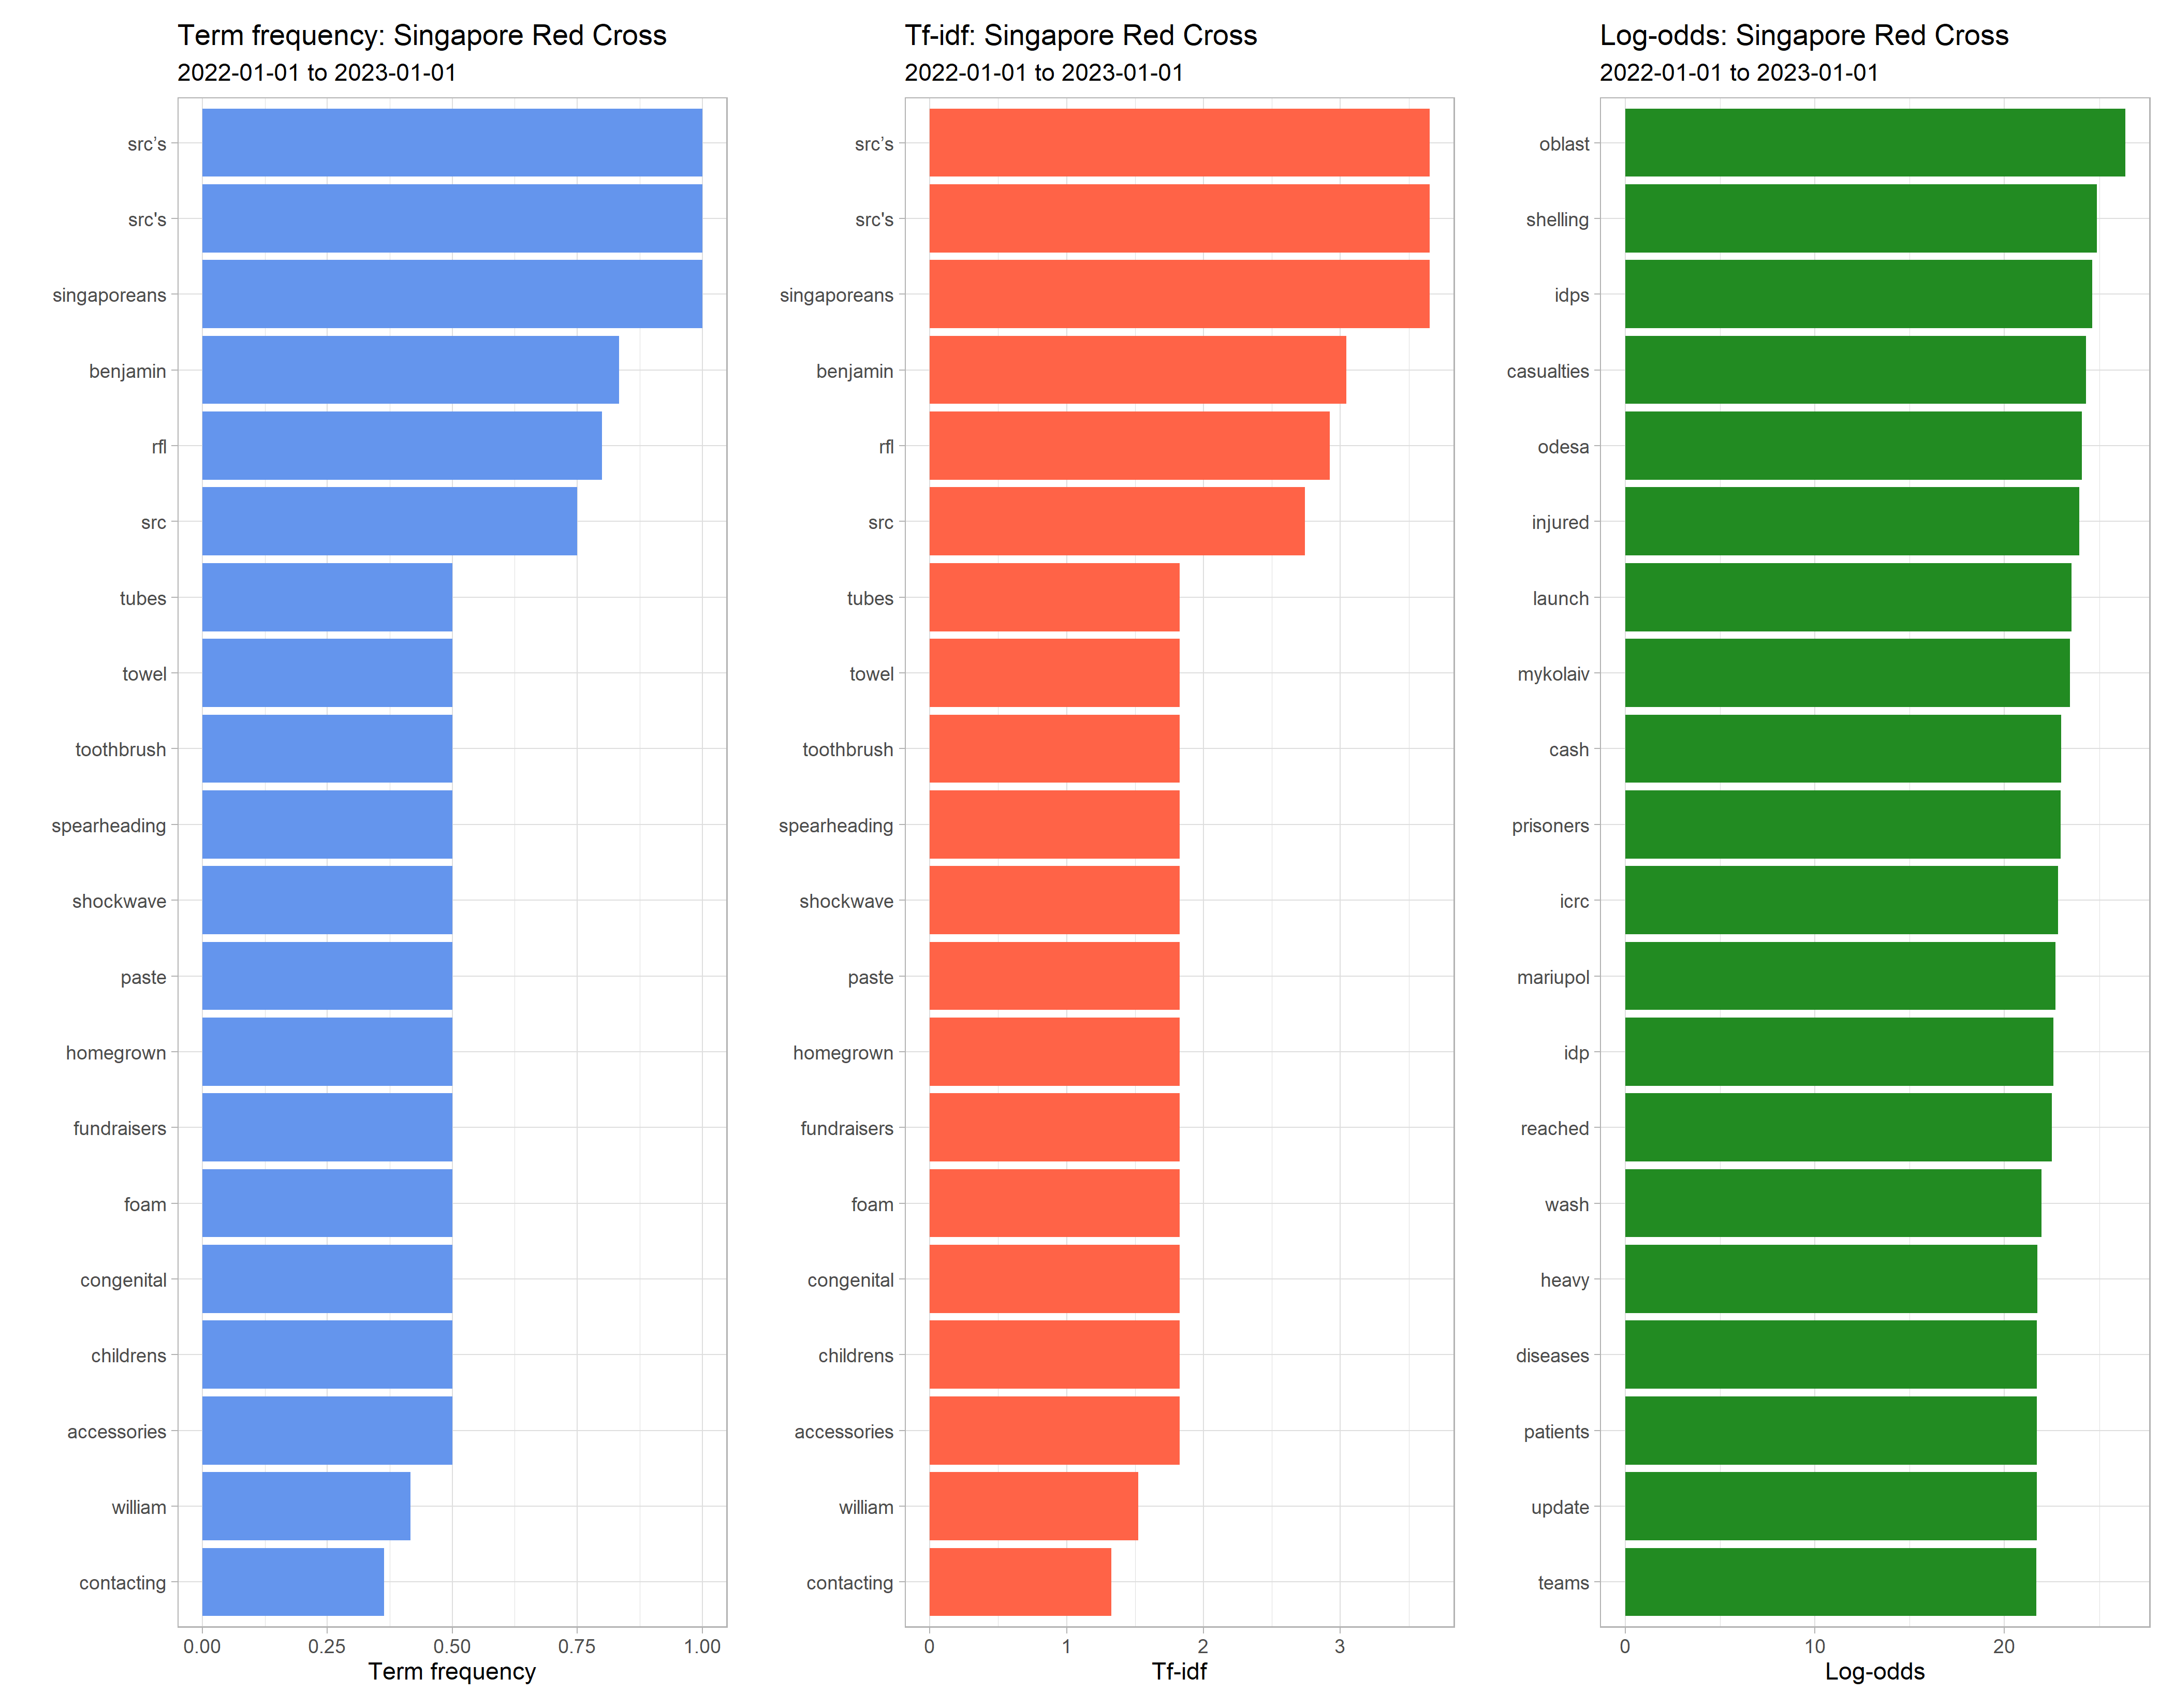 Term frequency: Singapore Red Cross
2022-01-01 to 2023-01-01
src’s
src's
singaporeans
benjamin
rfl
src
tubes
towel
toothbrush
spearheading
shockwave
paste
homegrown
fundraisers
foam
congenital
childrens
accessories
william
contacting
0.00 0.25 0.50 0.75 1.00
Term frequency
Tf-idf: Singapore Red Cross
2022-01-01 to 2023-01-01
src’s
src's
singaporeans
benjamin
rfl
src
tubes
towel
toothbrush
spearheading
shockwave
paste
homegrown
fundraisers
foam
congenital
childrens
accessories
william
contacting
0 1 2 3
Tf-idf
Log-odds: Singapore Red Cross
2022-01-01 to 2023-01-01
oblast
shelling
idps
casualties
odesa
injured
launch
mykolaiv
cash
prisoners
icrc
mariupol
idp
reached
wash
heavy
diseases
patients
update
teams
0 10 20
Log-odds